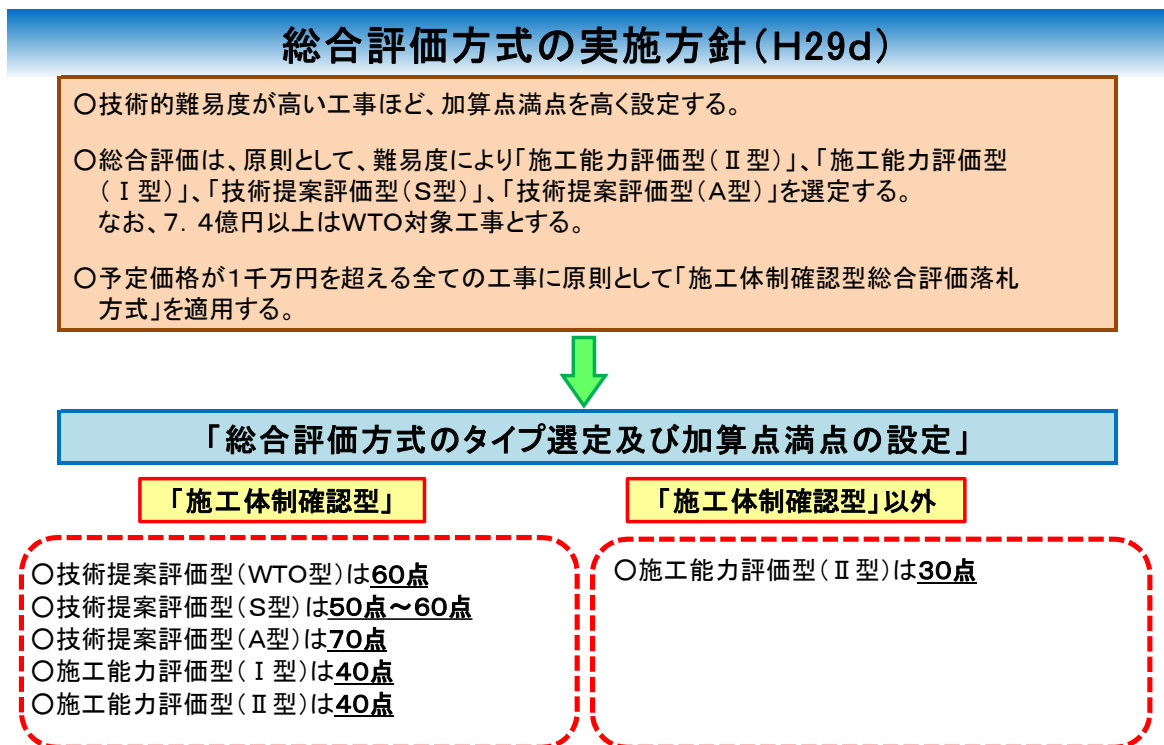 総合評価方式の実施方針(H29d)
○技術的難易度が高い工事ほど、加算点満点を高く設定する。
○総合評価は、原則として、難易度により「施工能力評価型(Ⅱ型)」、「施工能力評価型
(Ⅰ型)」、「技術提案評価型(S型)」、「技術提案評価型(A型)」を選定する。
なお、7.4億円以上はWTO対象工事とする。
○予定価格が1千万円を超える全ての工事に原則として「施工体制確認型総合評価落札
方式」を適用する。
「総合評価方式のタイプ選定及び加算点満点の設定」
「施工体制確認型」
○技術提案評価型(WTO型)は60点
○技術提案評価型(S型)は50点~60点
○技術提案評価型(A型)は70点
○施工能力評価型(Ⅰ型)は40点
○施工能力評価型(Ⅱ型)は40点
「施工体制確認型」以外
○施工能力評価型(Ⅱ型)は30点